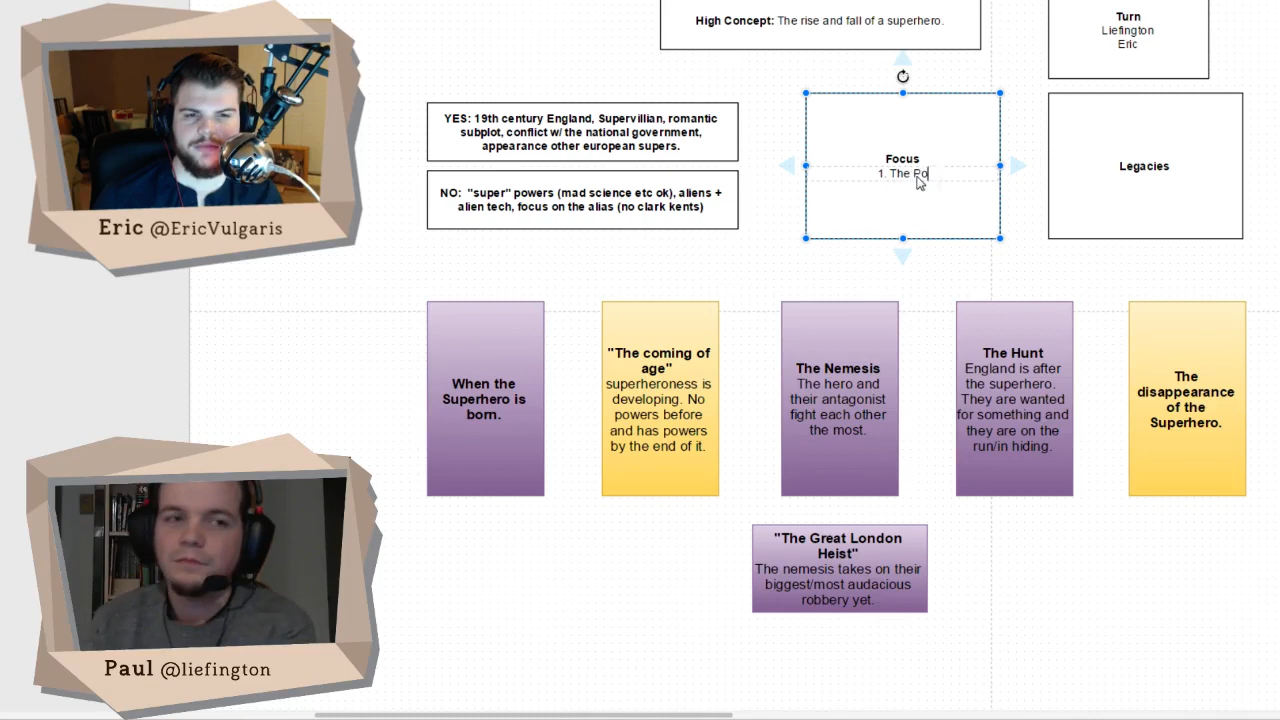 High Concept: The rise and fall of a superhero.
Turn
Liefington
Eric
YES: 19th century England, Supervillian, romantic
subplot, conflict w/ the national government,
appearance other european supers.
NO: "super" powers (mad science etc ok), aliens +
alien tech, focus on the alias (no clark kents)
Focus
1. The Po
Legacies
Eric @EricVulgaris
When the
Superhero is
born.
"The coming of
age"
superheroness is
developing. No
powers before
and has powers
by the end of it.
The Nemesis
The hero and
their antagonist
fight each other
the most.
The Hunt
England is after
the superhero.
They are wanted
for something and
they are on the
run/in hiding.
The
disappearance
of the
Superhero.
"The Great London
Heist"
The nemesis takes on their
biggest/most audacious
robbery yet.
Paul @liefington